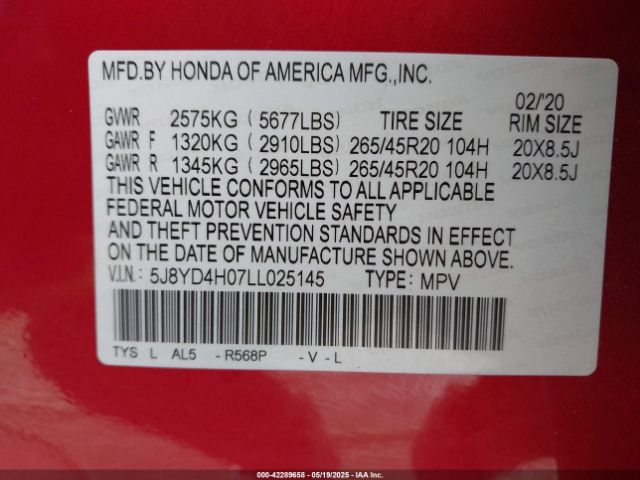 MFD.BY HONDA OF AMERICA MFG.,INC.
02/'20
GVWR 2575KG ( 5677LBS) TIRE SIZE RIM SIZE
GAWR F 1320KG ( 2910LBS) 265/45R20 104H 20X8.5J
GAWR R 1345KG ( 2965LBS) 265/45R20 104H 20X8.5J
THIS VEHICLE CONFORMS TO ALL APPLICABLE
FEDERAL MOTOR VEHICLE SAFETY
AND THEFT PREVENTION STANDARDS IN EFFECT
ON THE DATE OF MANUFACTURE SHOWN ABOVE.
V.I.N.: 5J8YD4H07LL025145 TYPE: MPV
TYS L AL5 - R568P - V - L
000-42289658 - 05/19/2025 - IAA Inc.